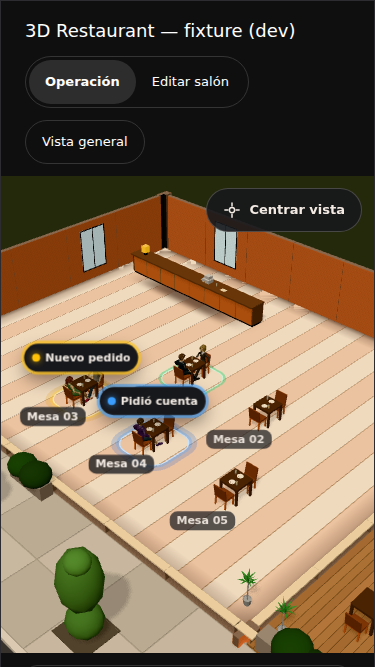 3D Restaurant — fixture (dev)
Operación
Editar salón
Vista general
Centrar vista
Nuevo pedido
Pidió cuenta
Mesa 03
Mesa 02
Mesa 04
Mesa 05